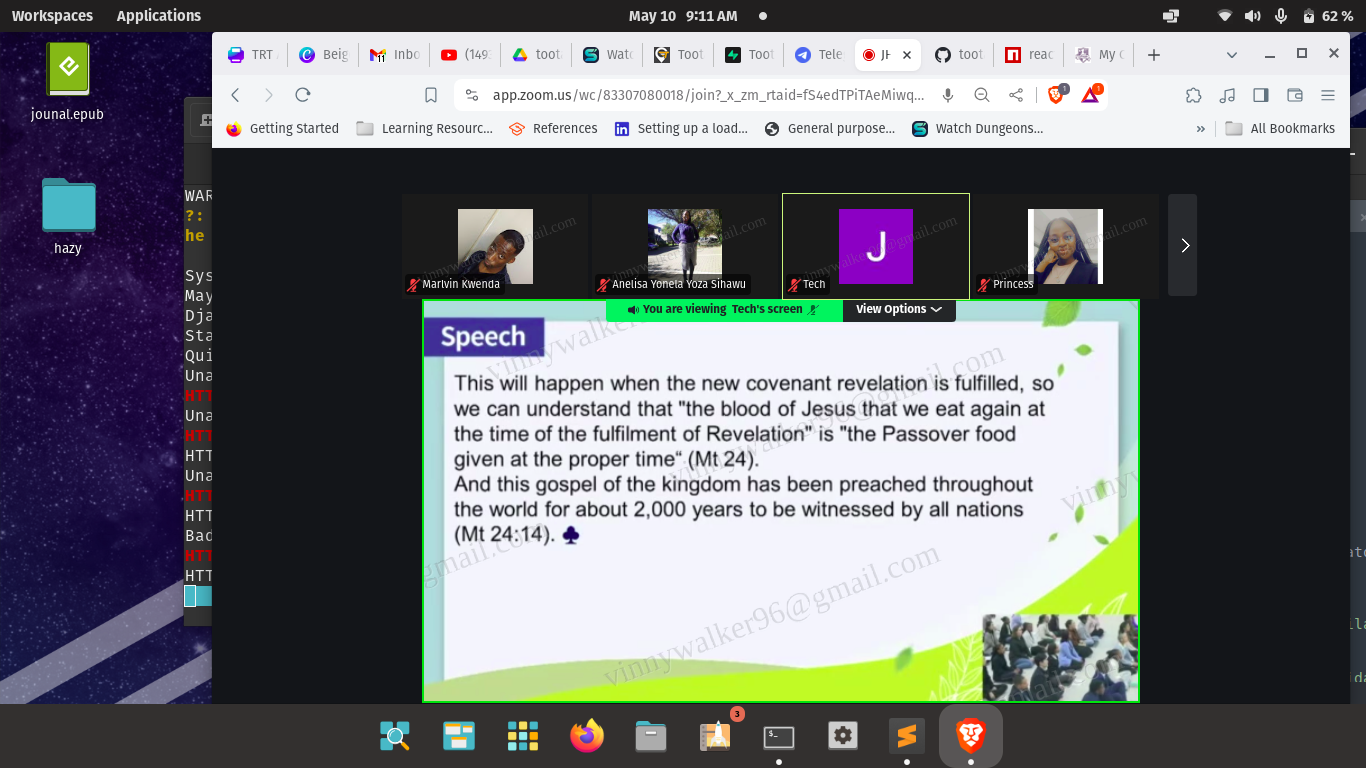 Workspaces Applications May 10 9:11 AM 62 %
jounal.epub
hazy
TRT Beig Inbo (149 toot Wat Toot Toot Tele JH toot reac My C
app.zoom.us/wc/83307080018/join?_x_zm_rtaid=fS4edTPiTAeMiwq... 1 1
Getting Started Learning Resourc... References Setting up a load... General purpose... Watch Dungeons... » All Bookmarks
WAR
?:
he
Sys
May
Dja
Sta
Qui
Una
HTT
Una
HTT
HTT
Una
HTT
HTT
Bad
HTT
HTT
J
Marlvin Kwenda Anelisa Yonela Yoza Sihawu Tech Princess
You are viewing Tech's screen View Options
Speech
This will happen when the new covenant revelation is fulfilled, so
we can understand that "the blood of Jesus that we eat again at
the time of the fulfilment of Revelation" is "the Passover food
given at the proper time“ (Mt 24).
And this gospel of the kingdom has been preached throughout
the world for about 2,000 years to be witnessed by all nations
(Mt 24:14). ♣
vinnywalker96@gmail.com
3